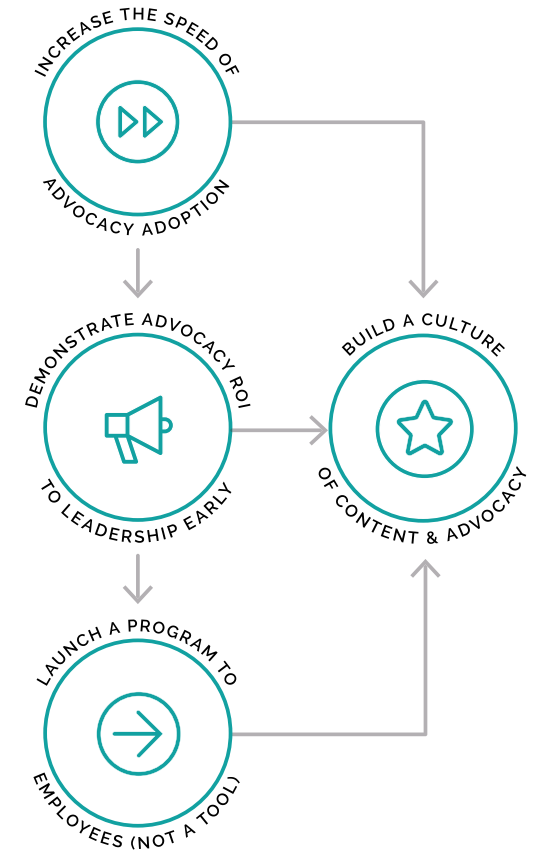 INCREASE THE SPEED OF
ADVOCACY ADOPTION
DEMONSTRATE ADVOCACY ROI
TO LEADERSHIP EARLY
BUILD A CULTURE
OF CONTENT & ADVOCACY
LAUNCH A PROGRAM TO
EMPLOYEES (NOT A TOOL)